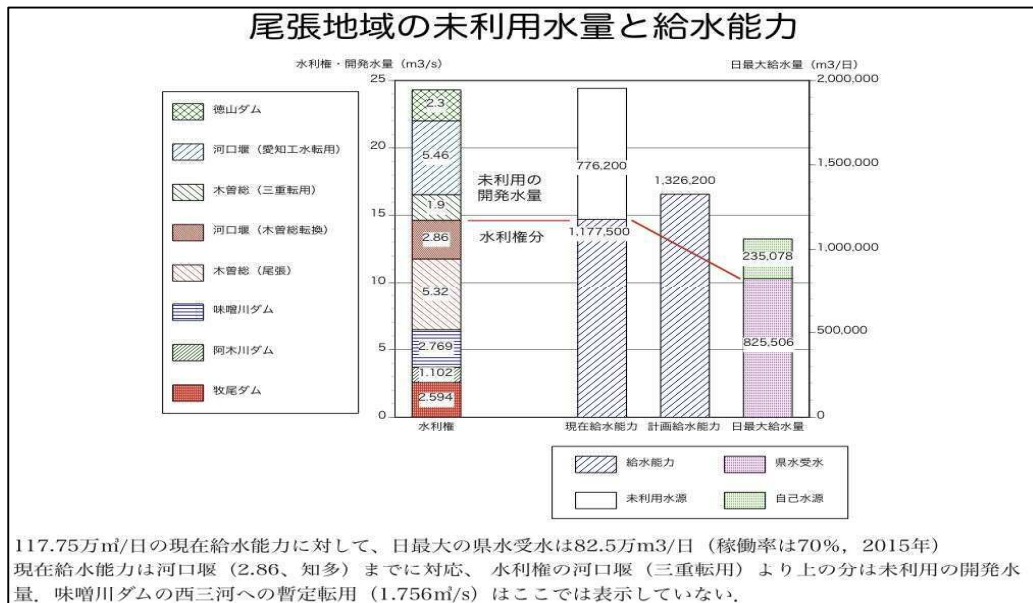 尾張地域の未利用水量と給水能力
水利権・開発水量（m3/s）
日最大給水量（m3/日）
徳山ダム
河口堰（愛知工水転用）
木曽総（三重転用）
河口堰（木曽総転換）
木曽総（尾張）
味噌川ダム
阿木川ダム
牧尾ダム
25
20
15
10
5
0
2.3
5.46
1.9
2.86
5.32
2.769
1.102
2.594
水利権
未利用の
開発水量
水利権分
776,200
1,177,500
現在給水能力
1,326,200
計画給水能力
235,078
825,506
日最大給水量
2,000,000
1,500,000
1,000,000
500,000
0
給水能力
県水受水
未利用水源
自己水源
117.75万㎥/日の現在給水能力に対して、日最大の県水受水は82.5万m3/日（稼働率は70%，2015年）
現在給水能力は河口堰（2.86、知多）までに対応、水利権の河口堰（三重転用）より上の分は未利用の開発水
量．味噌川ダムの西三河への暫定転用（1.756㎥/s）はここでは表示していない．